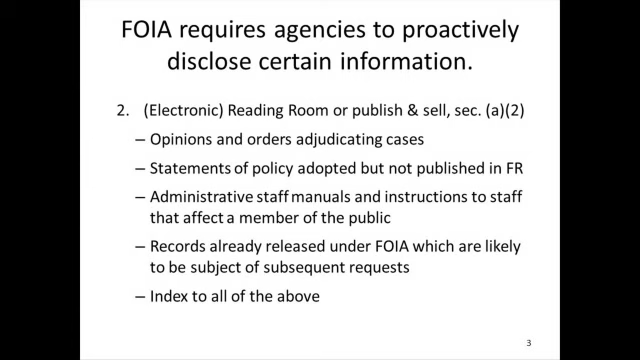 FOIA requires agencies to proactively
disclose certain information.
2. (Electronic) Reading Room or publish & sell, sec. (a)(2)
– Opinions and orders adjudicating cases
– Statements of policy adopted but not published in FR
– Administrative staff manuals and instructions to staff
that affect a member of the public
– Records already released under FOIA which are likely
to be subject of subsequent requests
– Index to all of the above
3